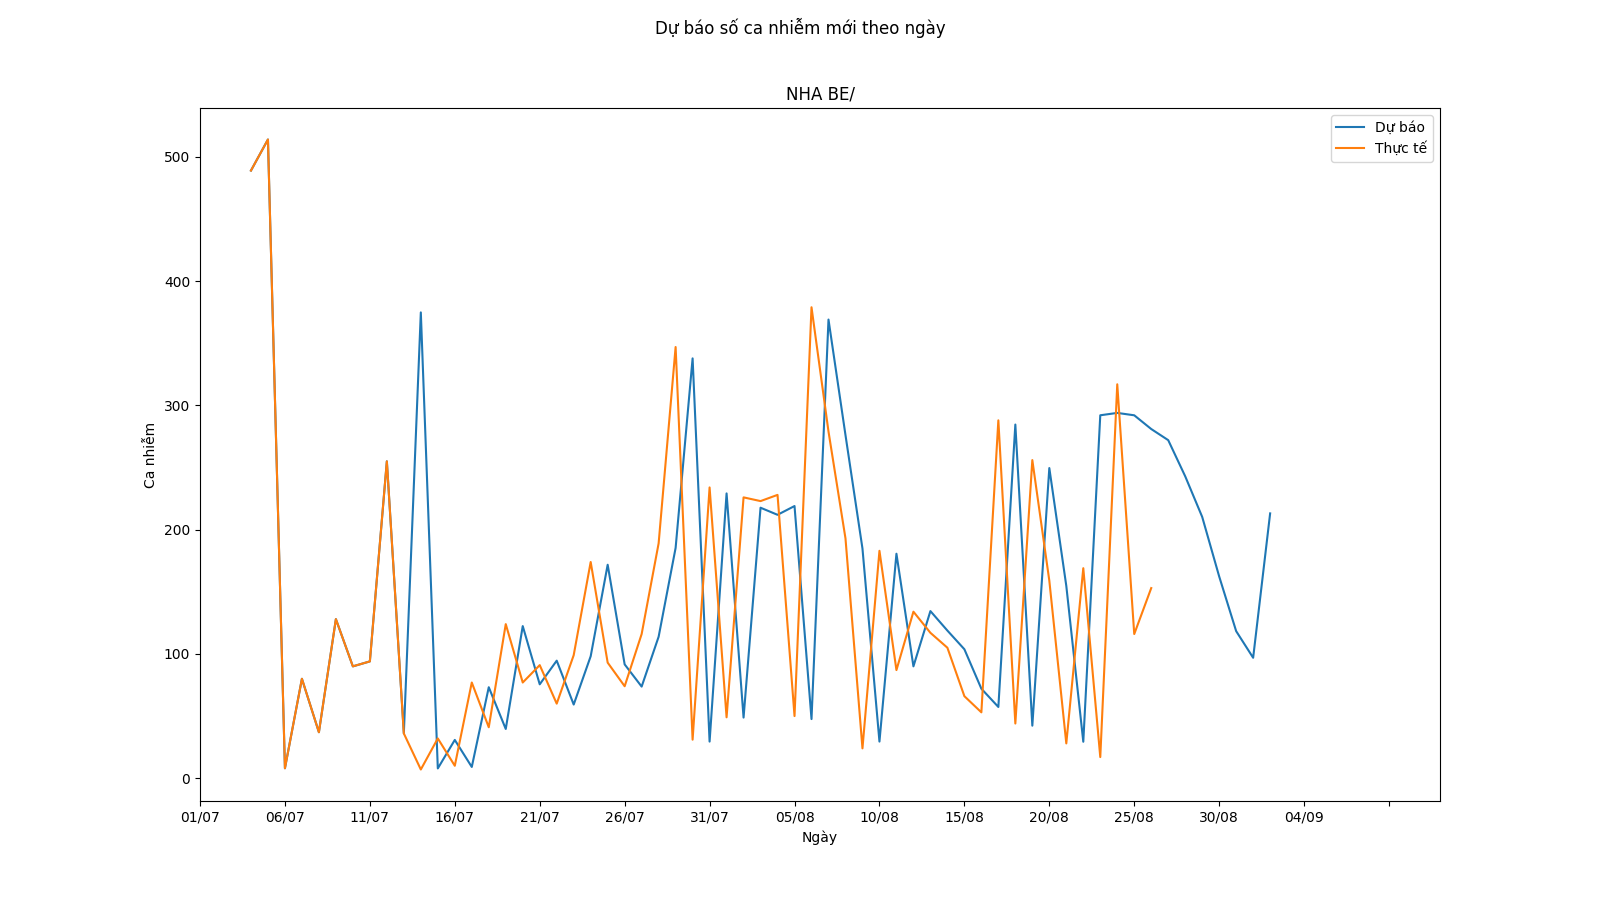 Dự báo số ca nhiễm mới theo ngày
NHA BE/
Dự báo
Thực tế
500
400
300
200
100
0
Ca nhiễm
01/07 06/07 11/07 16/07 21/07 26/07 31/07 05/08 10/08 15/08 20/08 25/08 30/08 04/09
Ngày